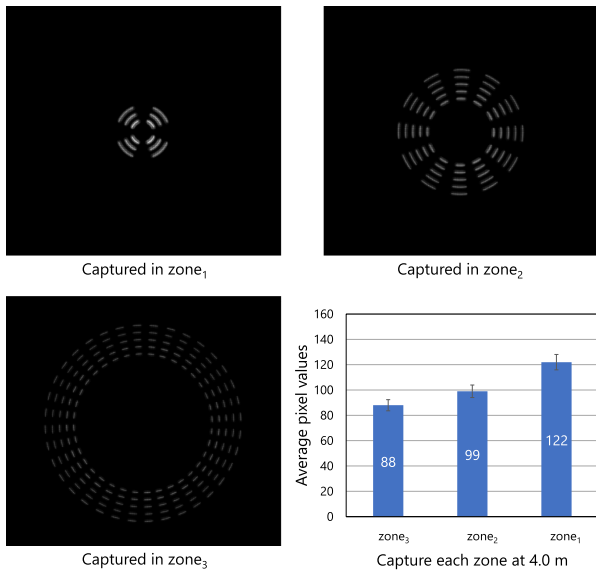 Captured in zone₁
Captured in zone₂
Captured in zone₃
Average pixel values
160
140
120
100
80
60
40
20
0
88
99
122
zone₃
zone₂
zone₁
Capture each zone at 4.0 m